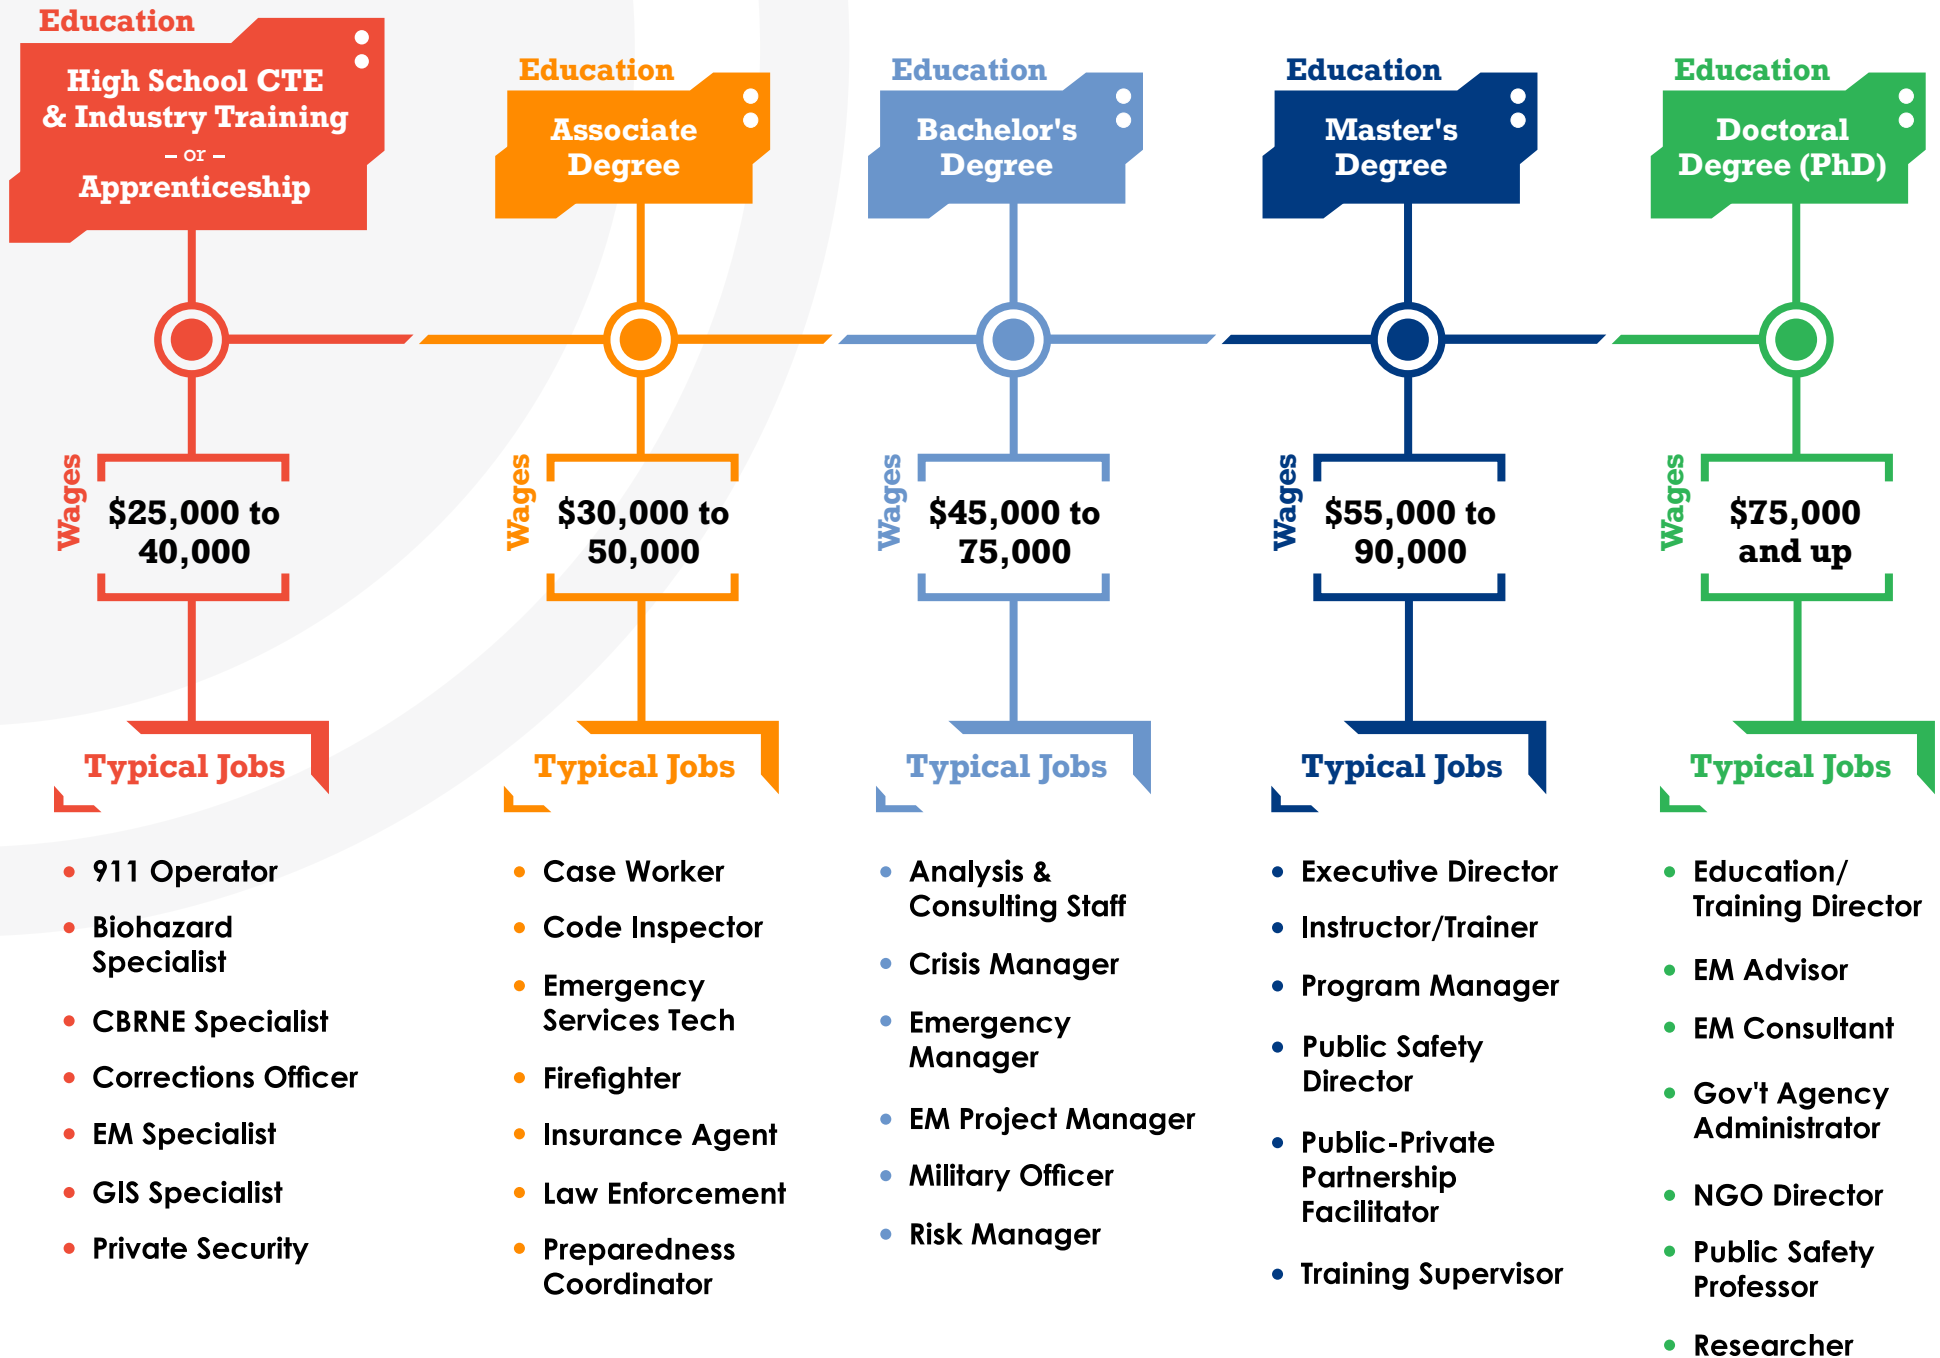 Education
High School CTE
& Industry Training
– or –
Apprenticeship
Wages
$25,000 to
40,000
Typical Jobs
• 911 Operator
• Biohazard
Specialist
• CBRNE Specialist
• Corrections Officer
• EM Specialist
• GIS Specialist
• Private Security
Education
Associate
Degree
Wages
$30,000 to
50,000
Typical Jobs
• Case Worker
• Code Inspector
• Emergency
Services Tech
• Firefighter
• Insurance Agent
• Law Enforcement
• Preparedness
Coordinator
Education
Bachelor's
Degree
Wages
$45,000 to
75,000
Typical Jobs
• Analysis &
Consulting Staff
• Crisis Manager
• Emergency
Manager
• EM Project Manager
• Military Officer
• Risk Manager
Education
Master's
Degree
Wages
$55,000 to
90,000
Typical Jobs
• Executive Director
• Instructor/Trainer
• Program Manager
• Public Safety
Director
• Public-Private
Partnership
Facilitator
• Training Supervisor
Education
Doctoral
Degree (PhD)
Wages
$75,000
and up
Typical Jobs
• Education/
Training Director
• EM Advisor
• EM Consultant
• Gov't Agency
Administrator
• NGO Director
• Public Safety
Professor
• Researcher